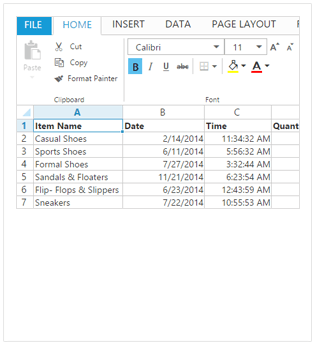 FILE HOME INSERT DATA PAGE LAYOUT
Cut Calibri 11 A A
Paste Copy
Format Painter B I U abc A
Clipboard Font
A B C
1 Item Name Date Time Quant
2 Casual Shoes 2/14/2014 11:34:32 AM
3 Sports Shoes 6/11/2014 5:56:32 AM
4 Formal Shoes 7/27/2014 3:32:44 AM
5 Sandals & Floaters 11/21/2014 6:23:54 AM
6 Flip- Flops & Slippers 6/23/2014 12:43:59 AM
7 Sneakers 7/22/2014 10:55:53 AM